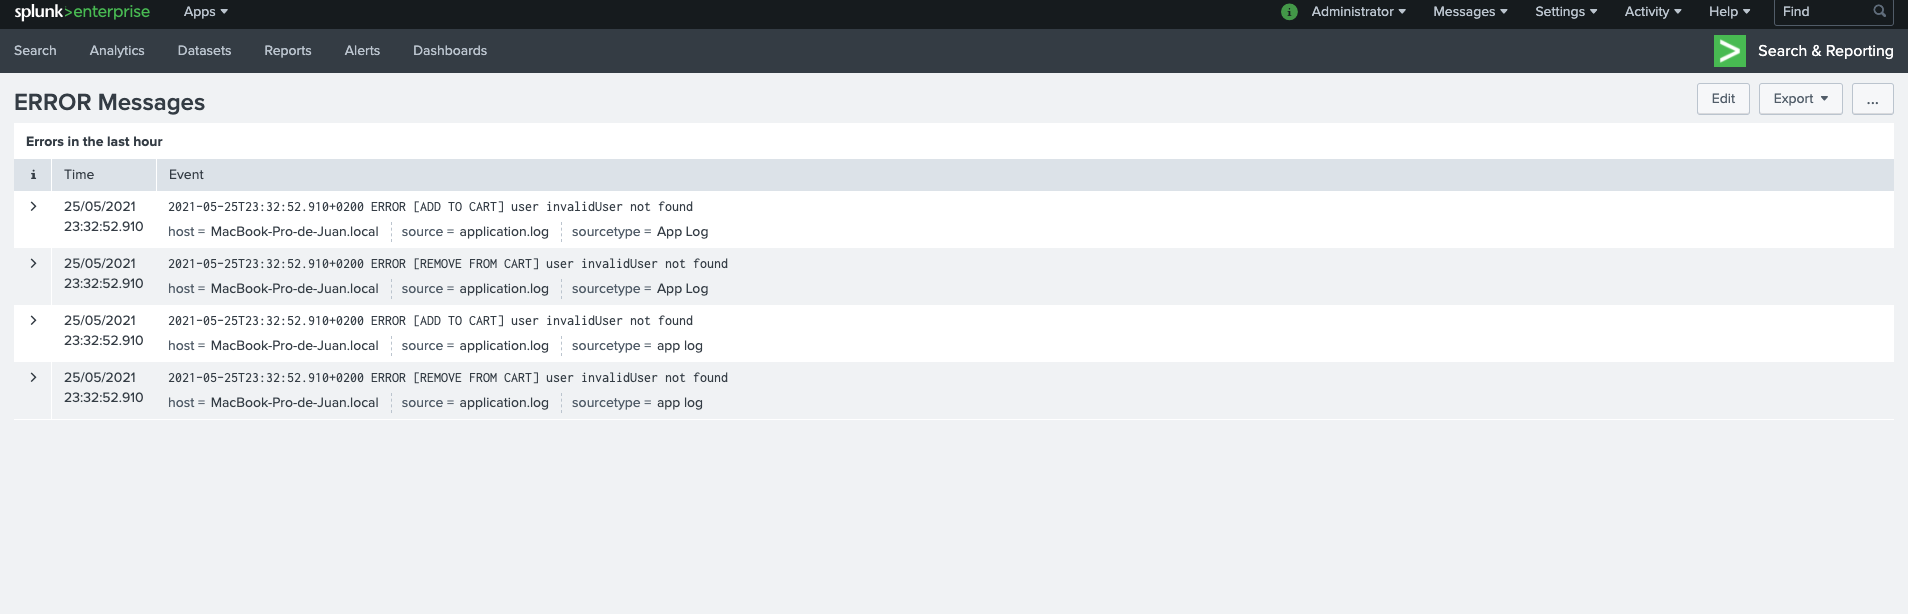 splunk>enterprise Apps Administrator Messages Settings Activity Help Find
Search Analytics Datasets Reports Alerts Dashboards Search & Reporting
ERROR Messages Edit Export ...
Errors in the last hour
i Time Event
25/05/2021 2021-05-25T23:32:52.910+0200 ERROR [ADD TO CART] user invalidUser not found
23:32:52.910 host = MacBook-Pro-de-Juan.local source = application.log sourcetype = App Log
25/05/2021 2021-05-25T23:32:52.910+0200 ERROR [REMOVE FROM CART] user invalidUser not found
23:32:52.910 host = MacBook-Pro-de-Juan.local source = application.log sourcetype = App Log
25/05/2021 2021-05-25T23:32:52.910+0200 ERROR [ADD TO CART] user invalidUser not found
23:32:52.910 host = MacBook-Pro-de-Juan.local source = application.log sourcetype = app log
25/05/2021 2021-05-25T23:32:52.910+0200 ERROR [REMOVE FROM CART] user invalidUser not found
23:32:52.910 host = MacBook-Pro-de-Juan.local source = application.log sourcetype = app log